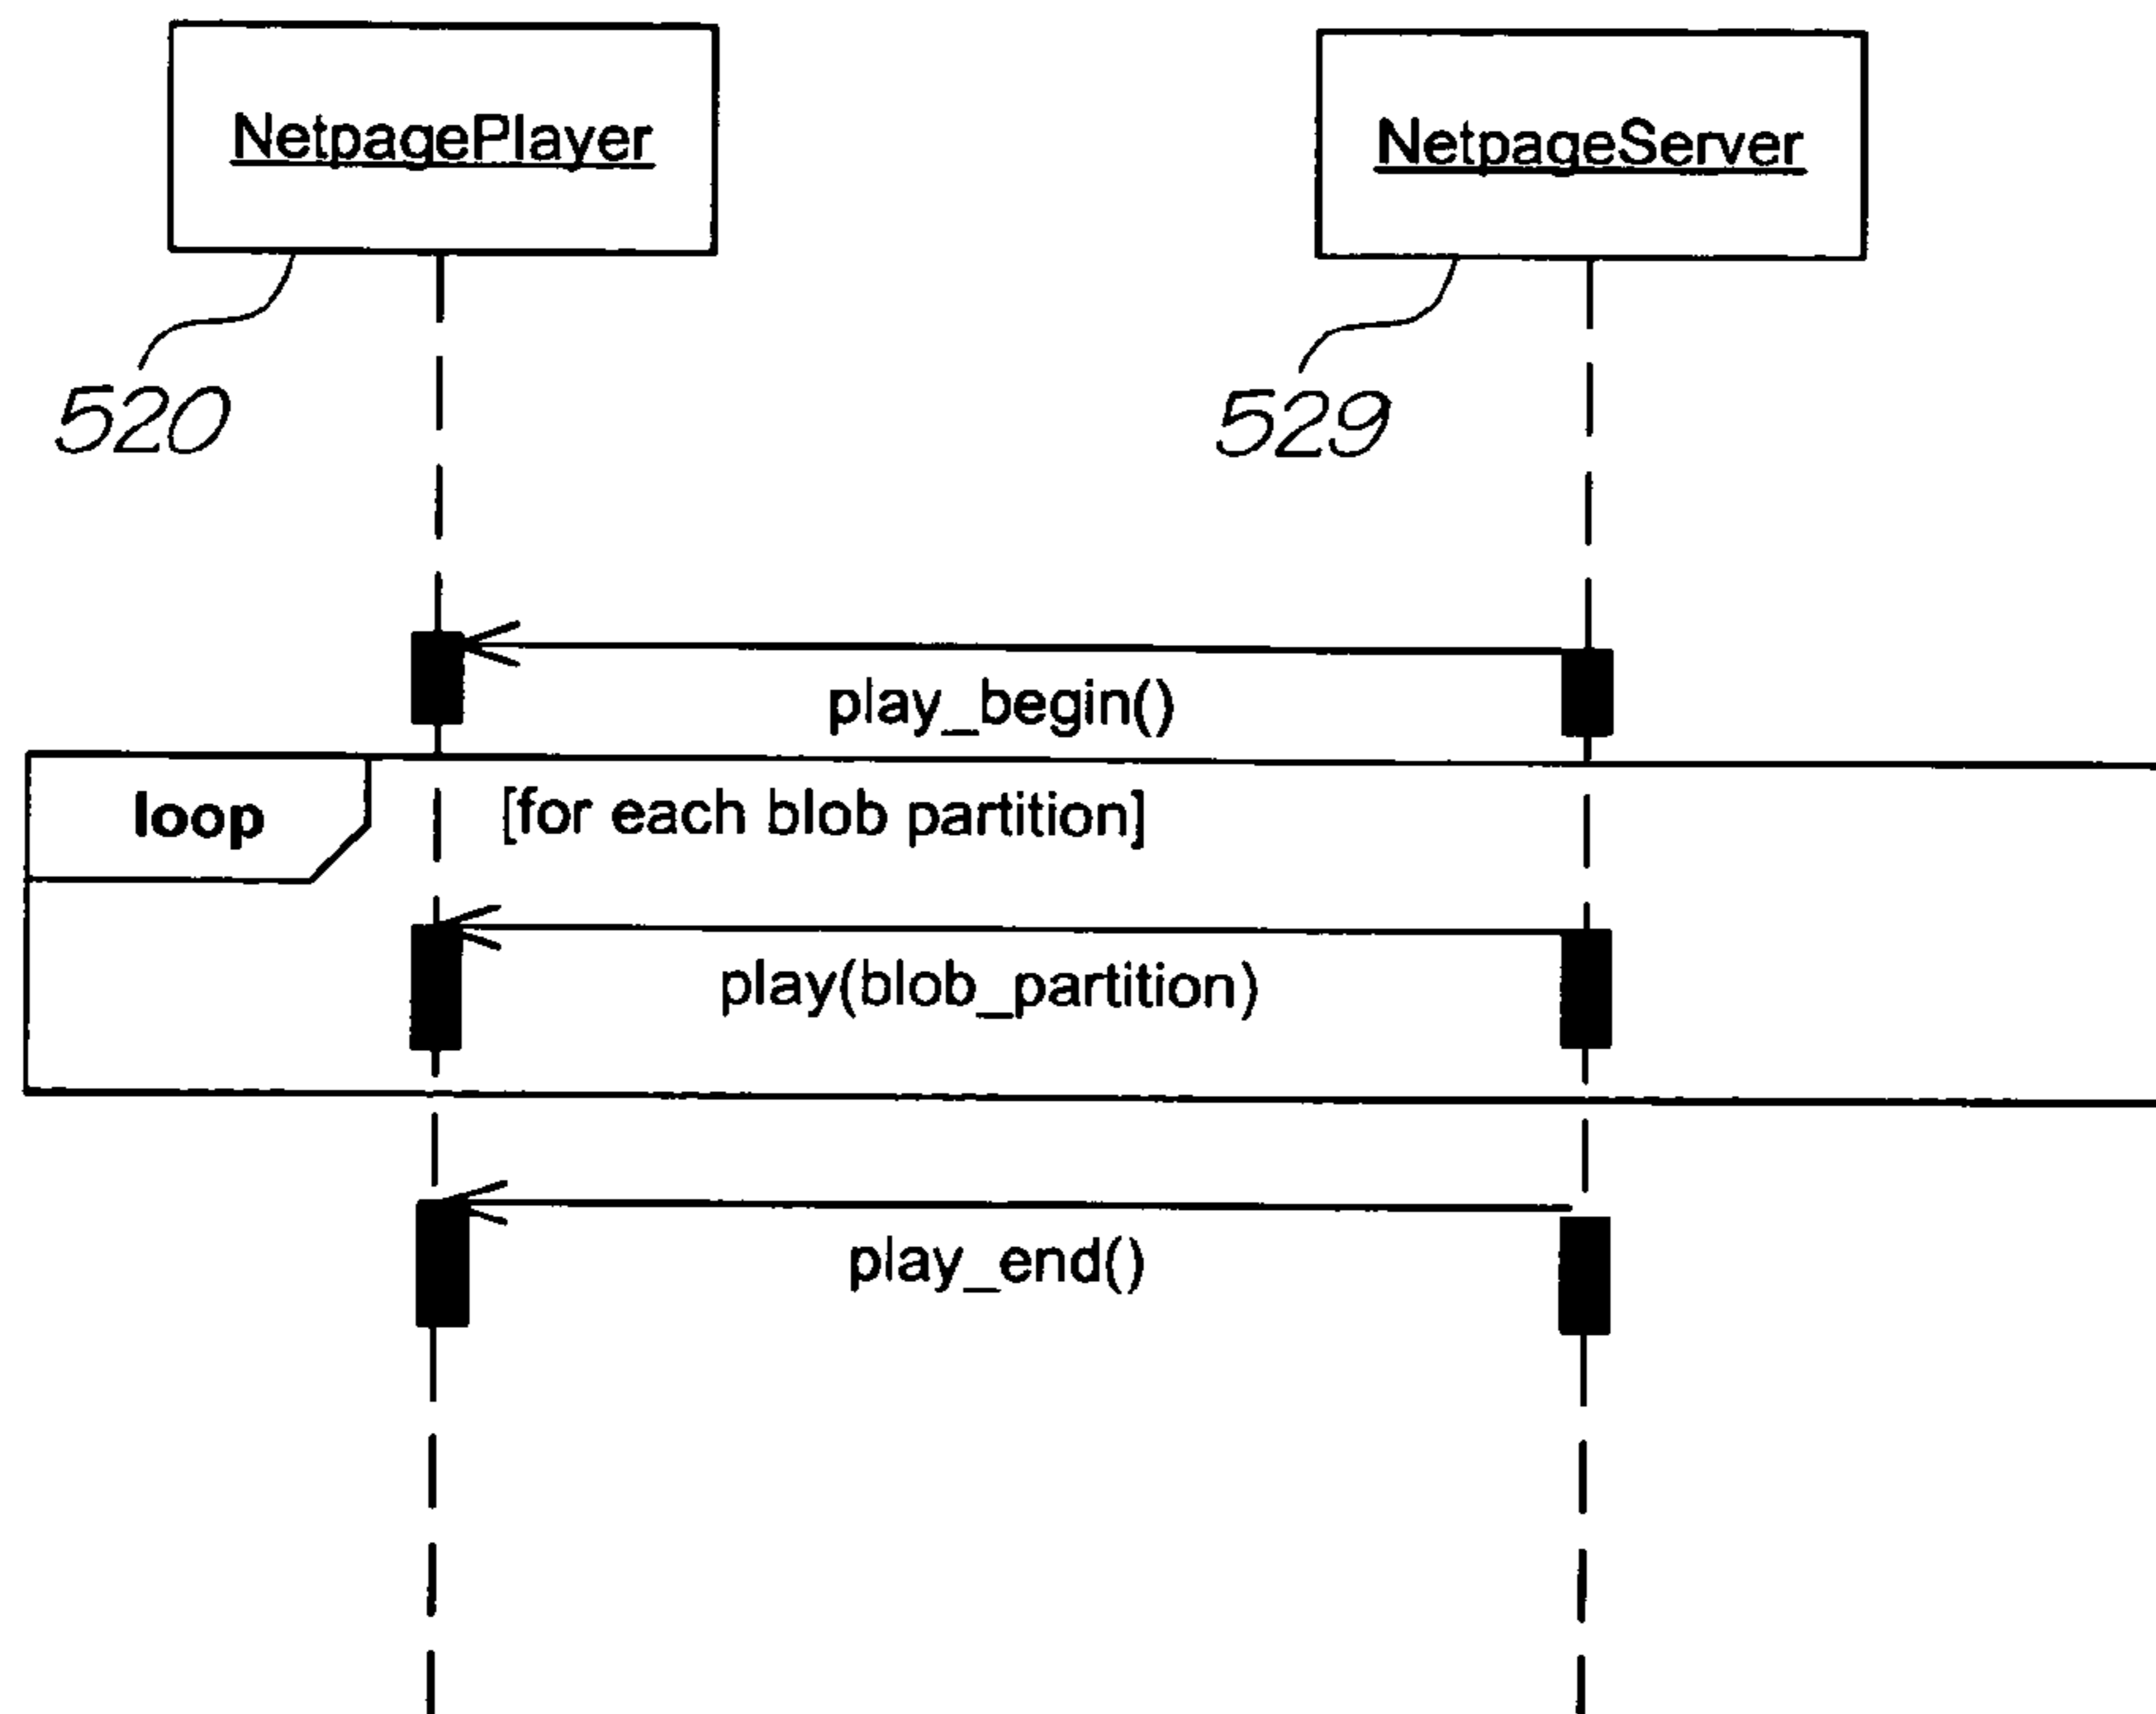 NetpagePlayer
NetpageServer
520
529
play_begin()
loop
[for each blob partition]
play(blob_partition)
play_end()